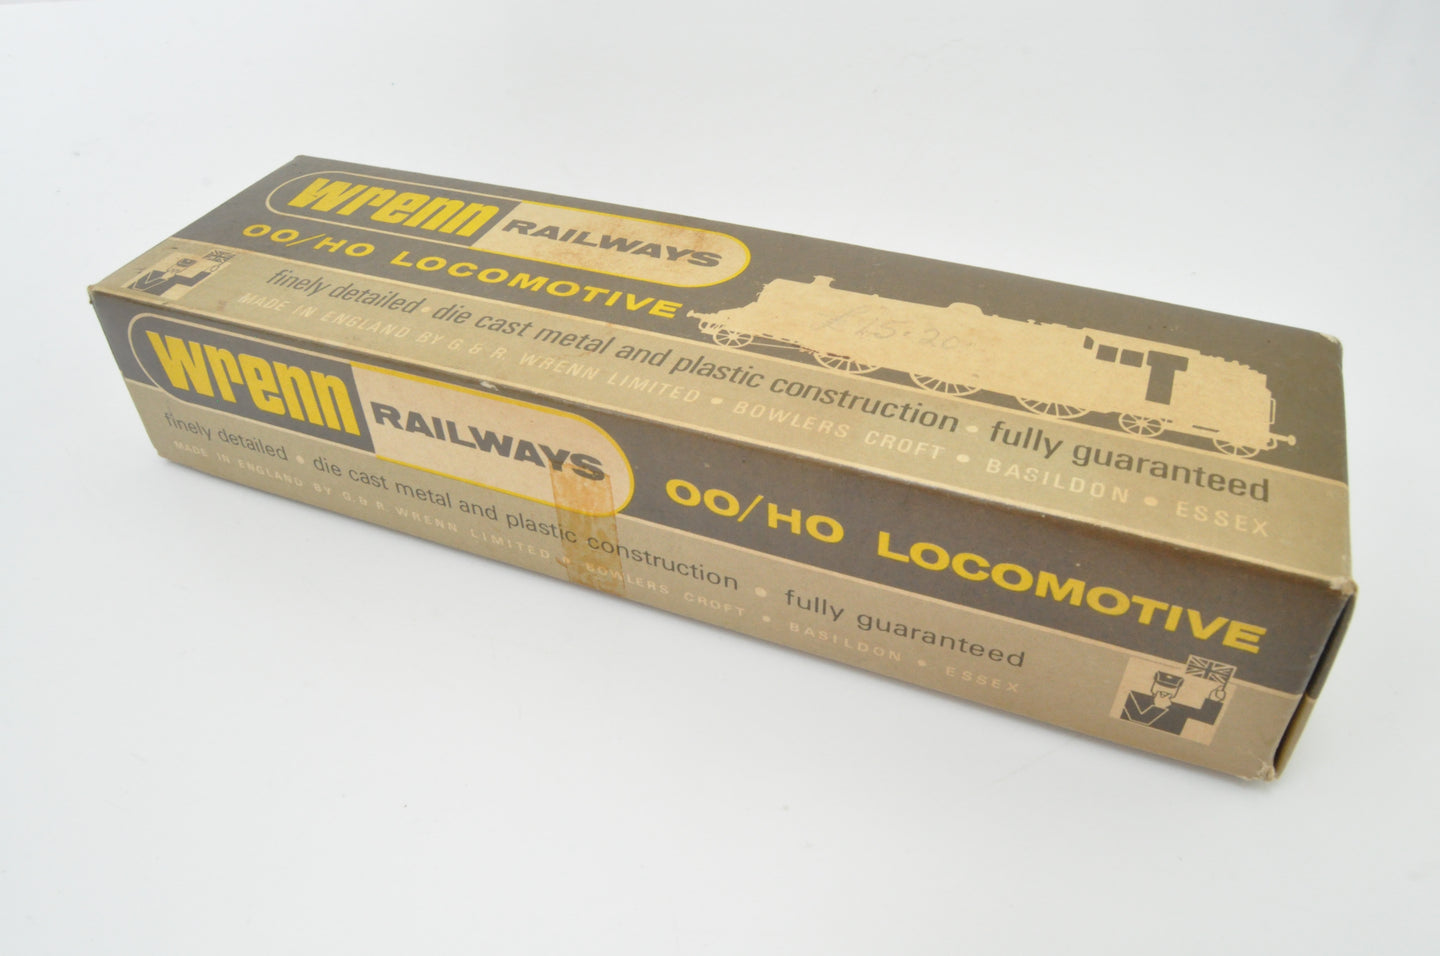 wrenn RAILWAYS
OO/HO LOCOMOTIVE
finely detailed • die cast metal and plastic construction • fully guaranteed
MADE IN ENGLAND BY G. & R. WRENN LIMITED • BOWLERS CROFT • BASILDON • ESSEX
£15.20
wrenn RAILWAYS
OO/HO LOCOMOTIVE
finely detailed • die cast metal and plastic construction • fully guaranteed
MADE IN ENGLAND BY G. & R. WRENN LIMITED • BOWLERS CROFT • BASILDON • ESSEX